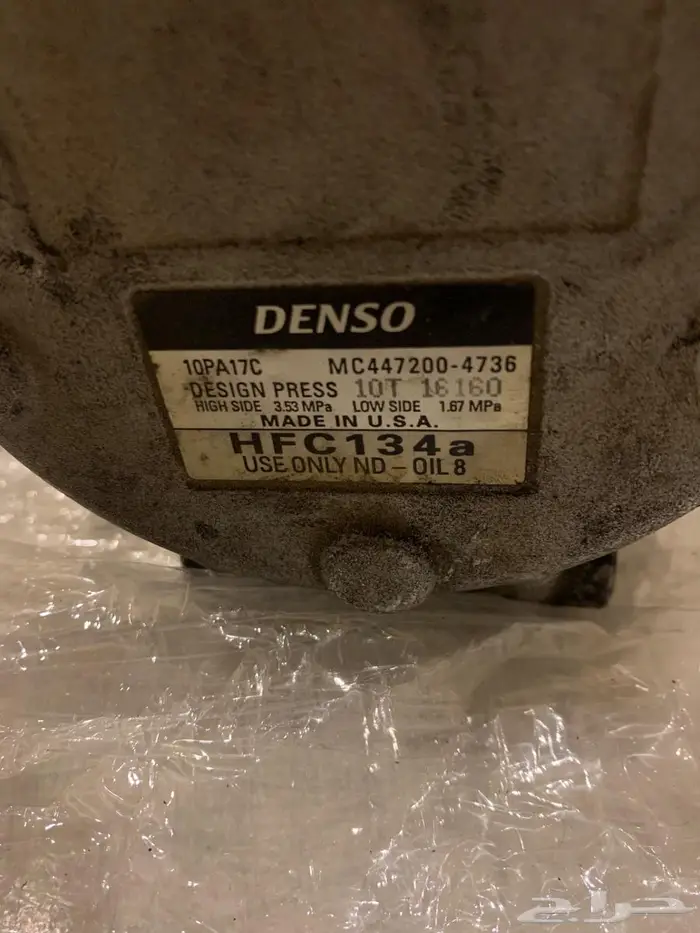 DENSO
10PA17C MC447200-4736
DESIGN PRESS 10T 16160
HIGH SIDE 3.53 MPa LOW SIDE 1.67 MPa
MADE IN U.S.A.
HFC134a
USE ONLY ND-OIL 8
حراج